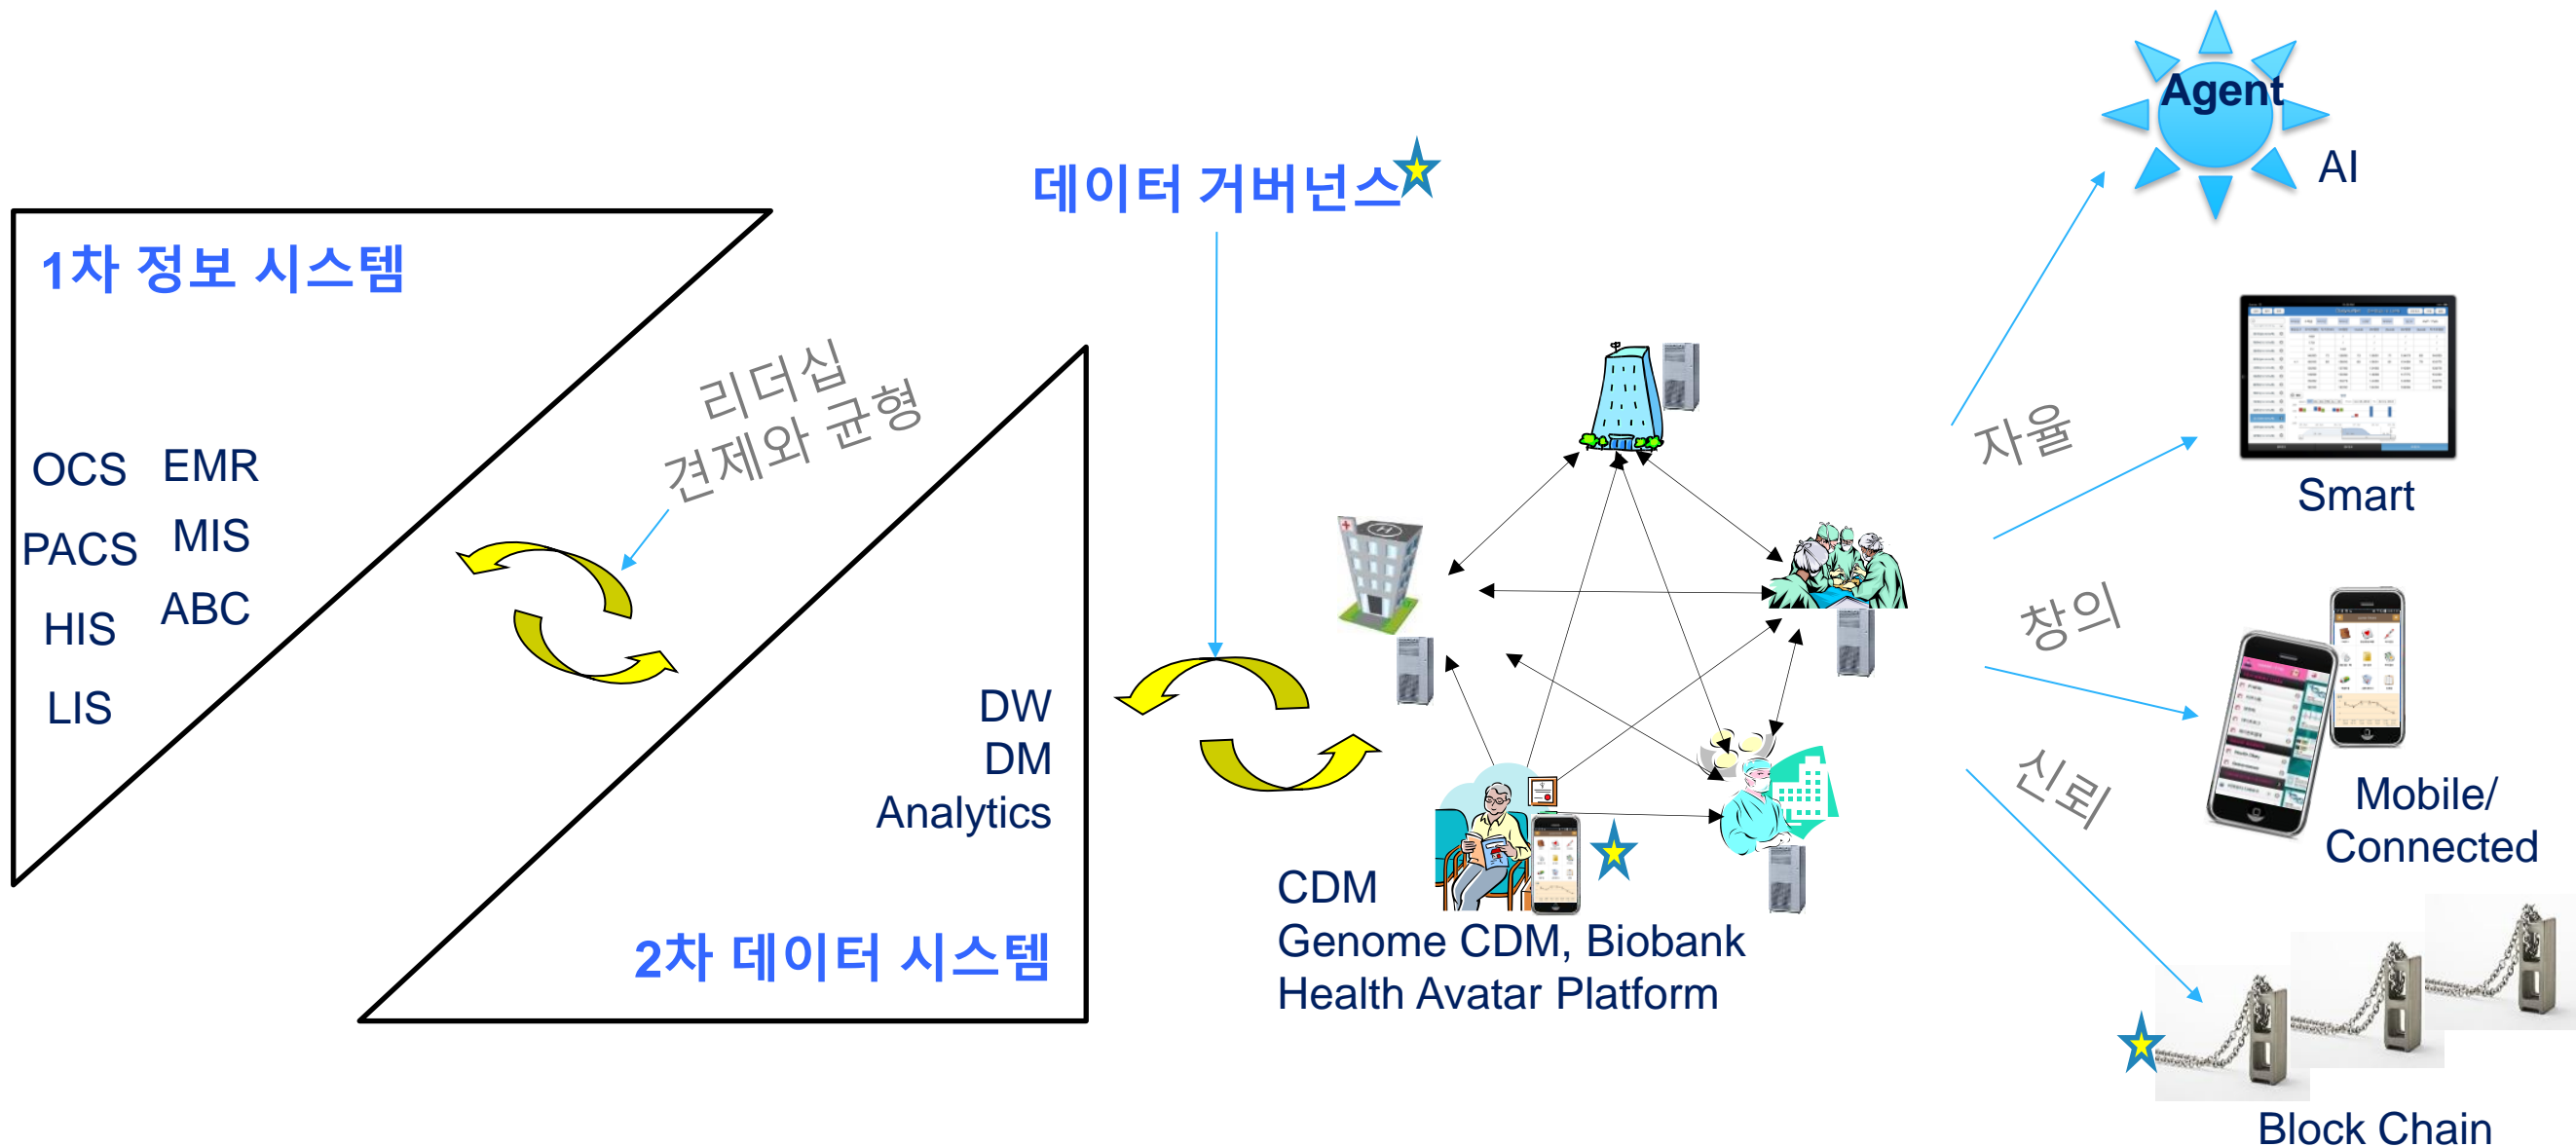 Agent
AI
데이터 거버넌스
1차 정보 시스템
리더십
견제와 균형
OCS
EMR
PACS
MIS
HIS
ABC
LIS
DW
DM
Analytics
2차 데이터 시스템
CDM
Genome CDM, Biobank
Health Avatar Platform
자율
창의
신뢰
Smart
Mobile/
Connected
Block Chain